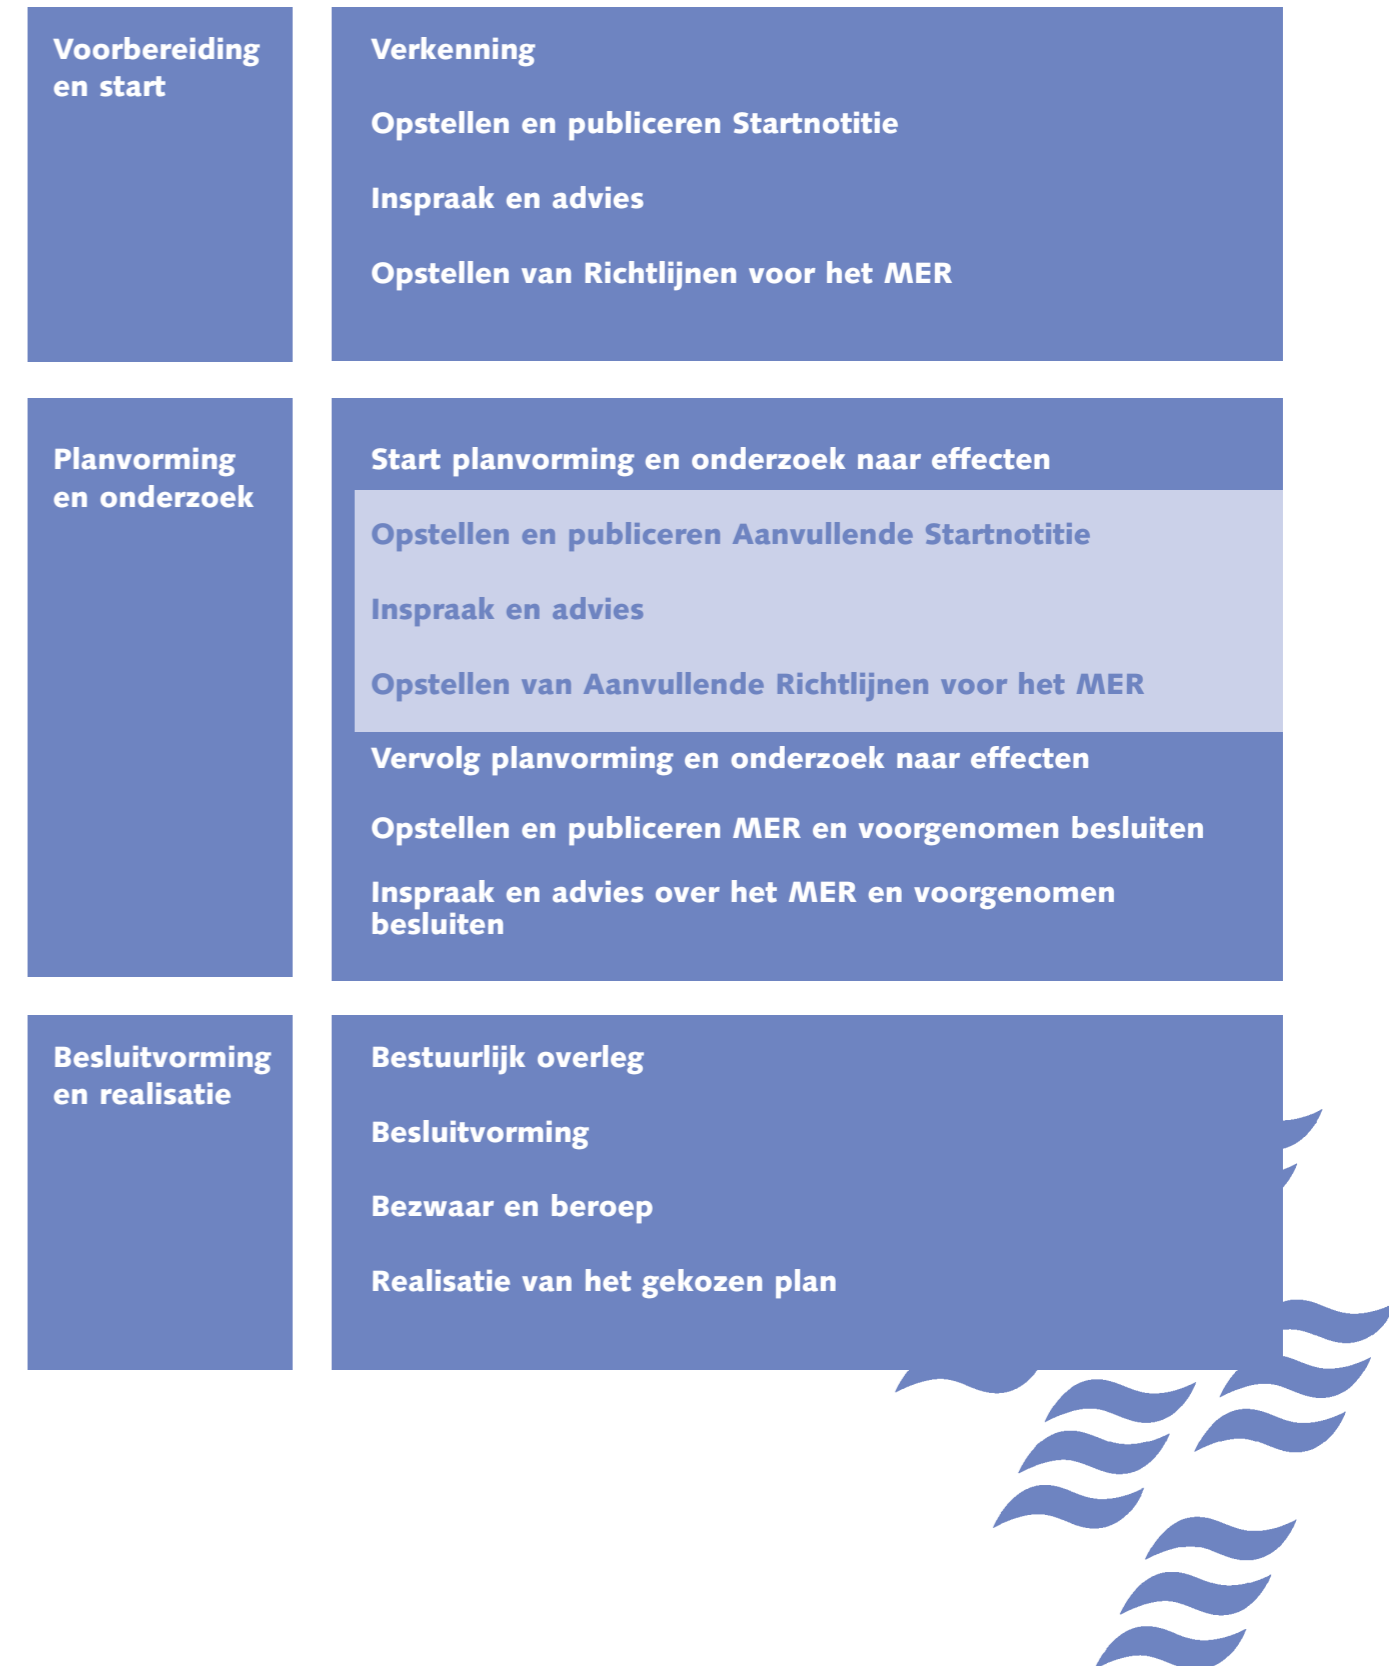 Voorbereiding
en start
Verkenning
Opstellen en publiceren Startnotitie
Inspraak en advies
Opstellen van Richtlijnen voor het MER
Planvorming
en onderzoek
Start planvorming en onderzoek naar effecten
Opstellen en publiceren Aanvullende Startnotitie
Inspraak en advies
Opstellen van Aanvullende Richtlijnen voor het MER
Vervolg planvorming en onderzoek naar effecten
Opstellen en publiceren MER en voorgenomen besluiten
Inspraak en advies over het MER en voorgenomen
besluiten
Besluitvorming
en realisatie
Bestuurlijk overleg
Besluitvorming
Bezwaar en beroep
Realisatie van het gekozen plan